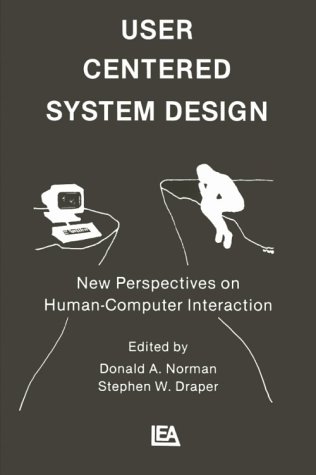 USER
CENTERED
SYSTEM DESIGN
New Perspectives on
Human-Computer Interaction
Edited by
Donald A. Norman
Stephen W. Draper
LEA